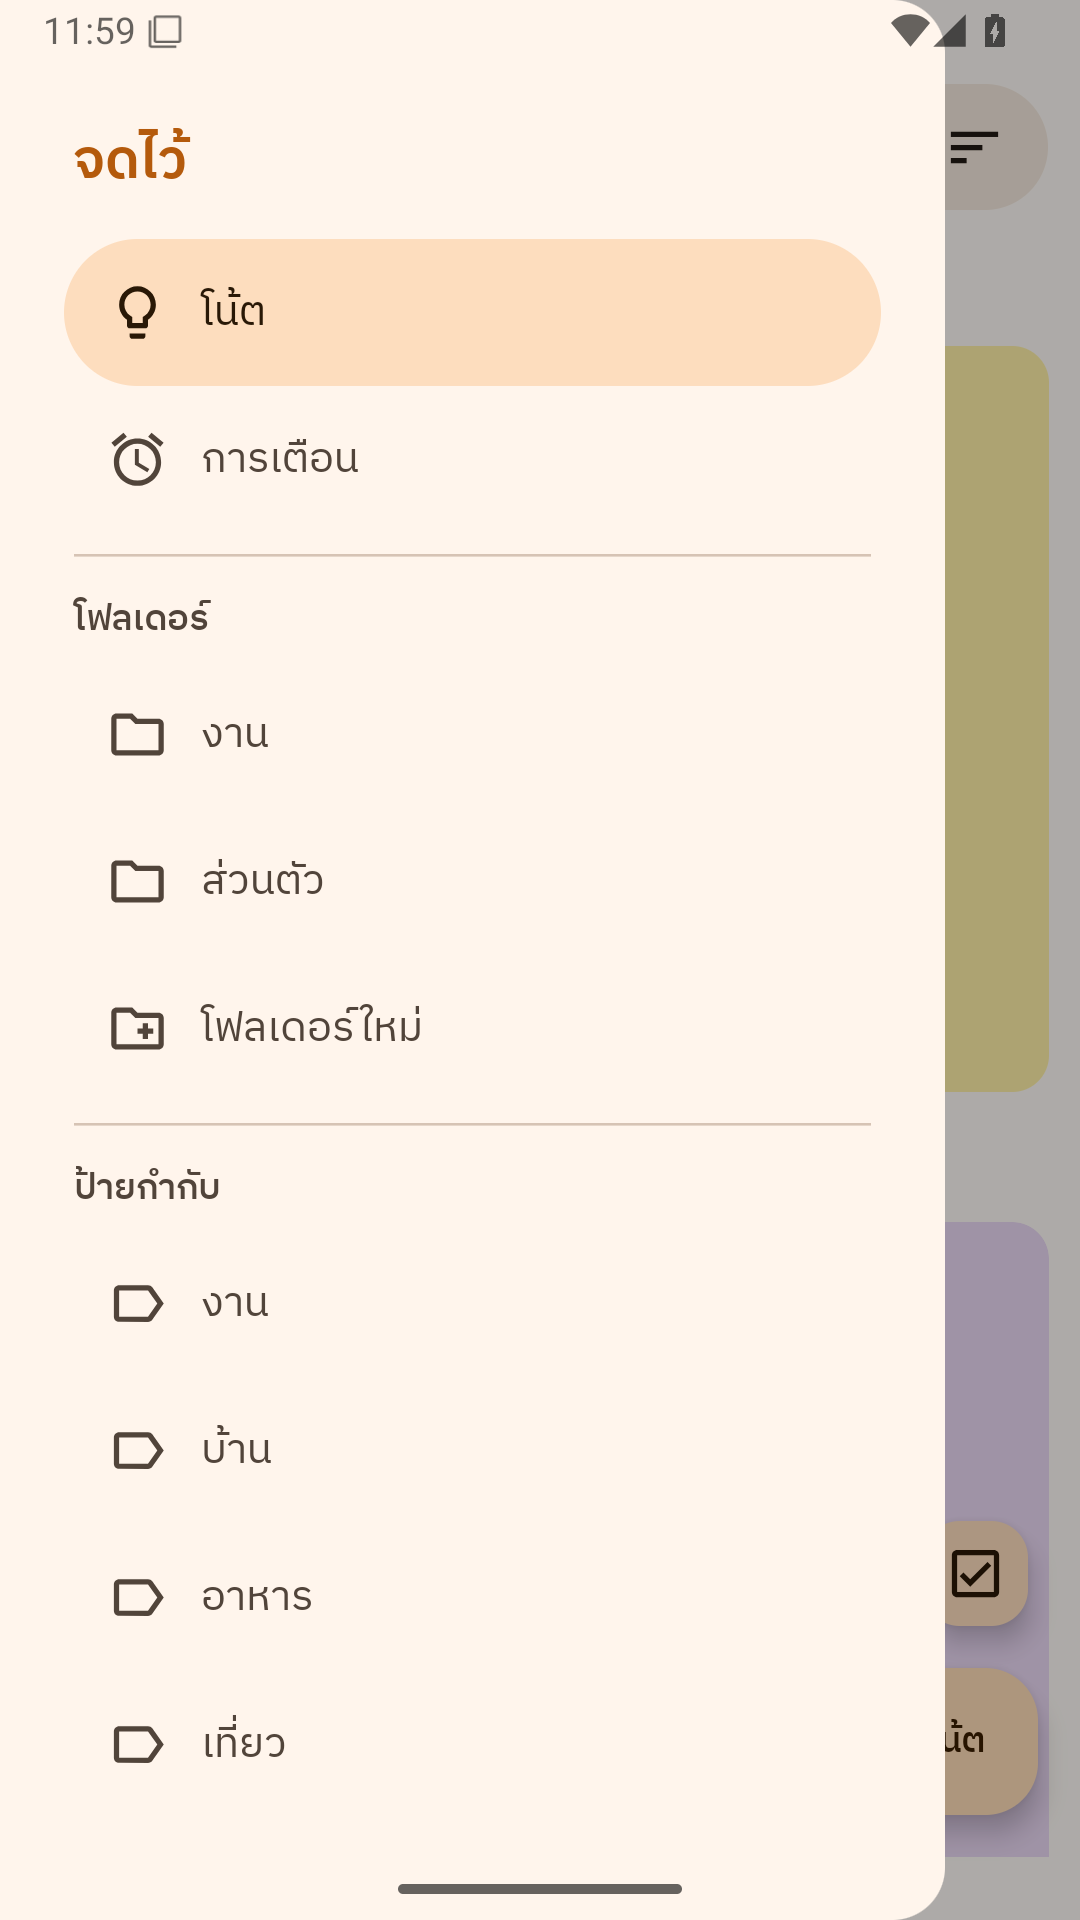 11:59
จดไว้
โน้ต
การเตือน
โฟลเดอร์
งาน
ส่วนตัว
โฟลเดอร์ใหม่
ป้ายกำกับ
งาน
บ้าน
อาหาร
เที่ยว
น้ต